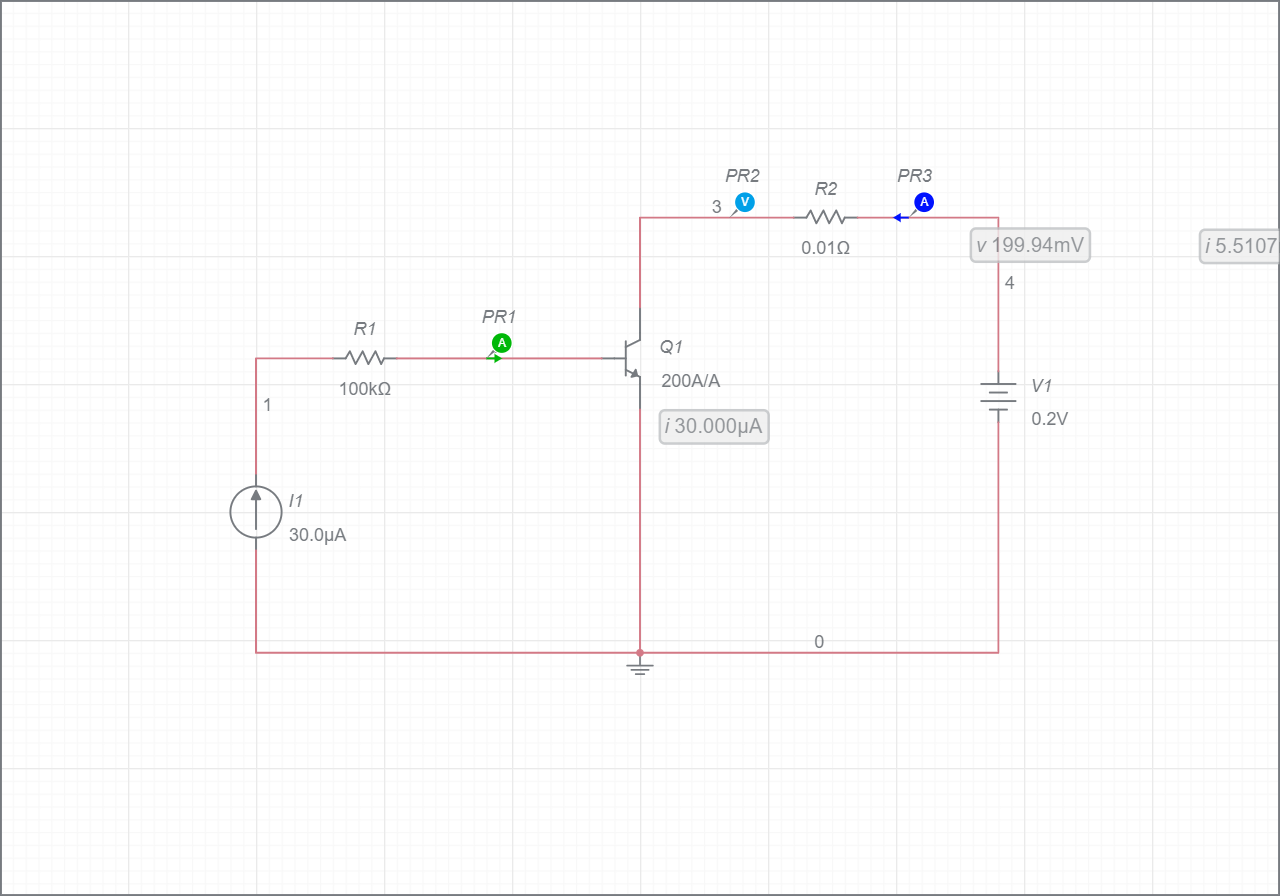 PR2
R2
PR3
3
V
A
0.01Ω
v 199.94mV
i 5.5107
4
PR1
R1
A
Q1
100kΩ
200A/A
V1
1
0.2V
i 30.000µA
I1
30.0µA
0